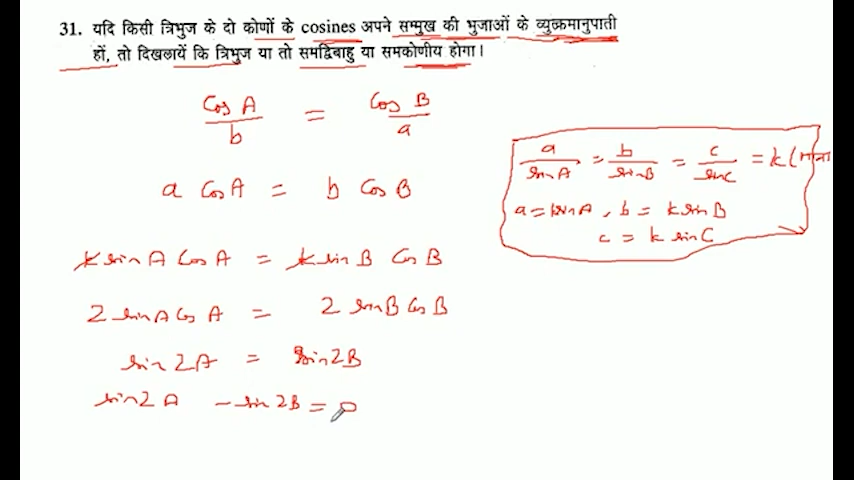 31. यदि किसी त्रिभुज के दो कोणों के cosines अपने सम्मुख की भुजाओं के व्युत्क्रमानुपाती
हों, तो दिखलायें कि त्रिभुज या तो समद्विबाहु या समकोणीय होगा।
Cos A / b = Cos B / a
a Cos A = b Cos B
k sin A Cos A = k sin B Cos B
2 sin A Cos A = 2 sin B Cos B
sin 2A = sin 2B
sin 2A - sin 2B = 0
a / sin A = b / sin B = c / sin C = k (माना
a = k sin A, b = k sin B
c = k sin C